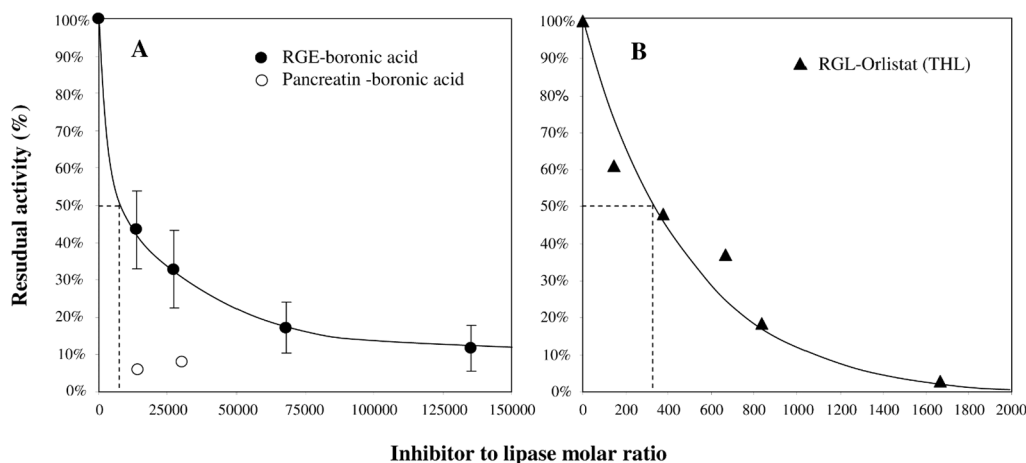 A
RGE-boronic acid
Pancreatin -boronic acid
Resudual activity (%)
100%
90%
80%
70%
60%
50%
40%
30%
20%
10%
0%
0 25000 50000 75000 100000 125000 150000
B
RGL-Orlistat (THL)
100%
90%
80%
70%
60%
50%
40%
30%
20%
10%
0%
0 200 400 600 800 1000 1200 1400 1600 1800 2000
Inhibitor to lipase molar ratio